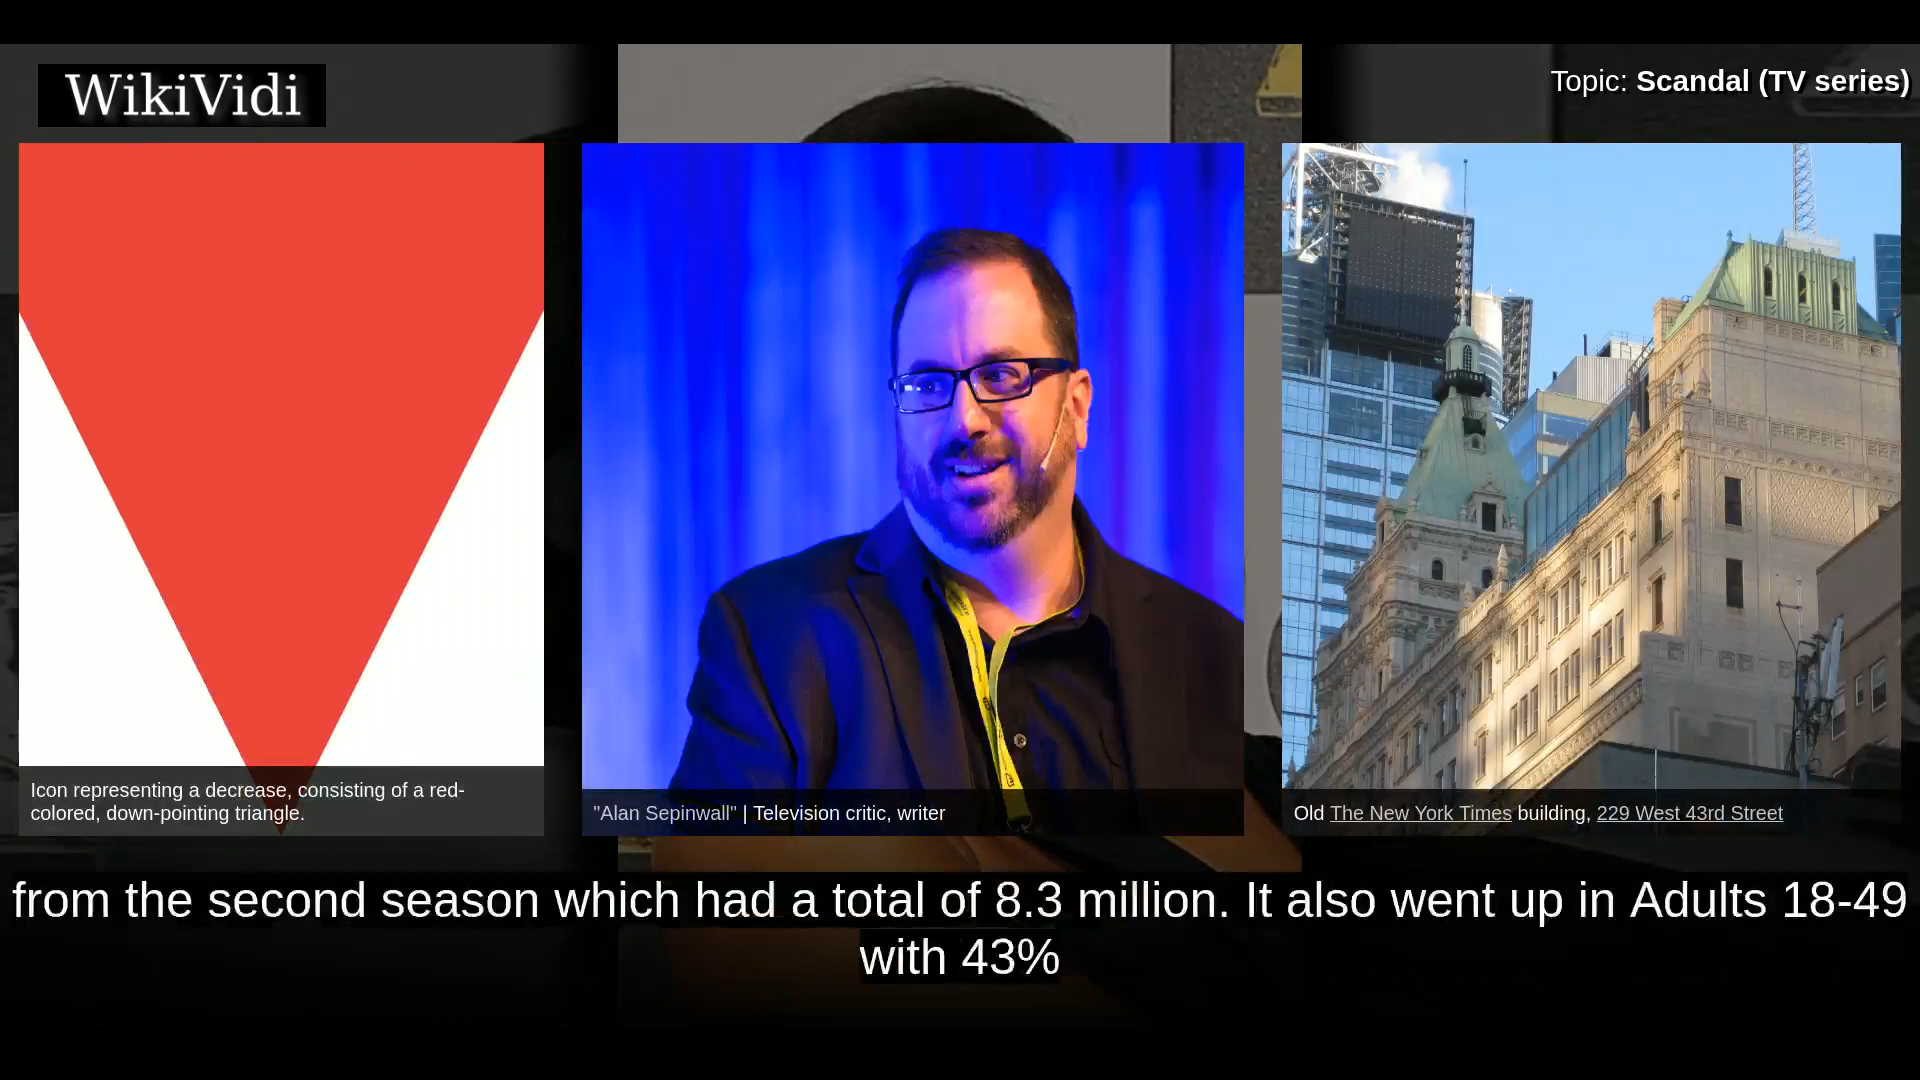 WikiVidi
Topic: Scandal (TV series)
Icon representing a decrease, consisting of a red-
colored, down-pointing triangle.
"Alan Sepinwall" | Television critic, writer
Old The New York Times building, 229 West 43rd Street
from the second season which had a total of 8.3 million. It also went up in Adults 18-49
with 43%